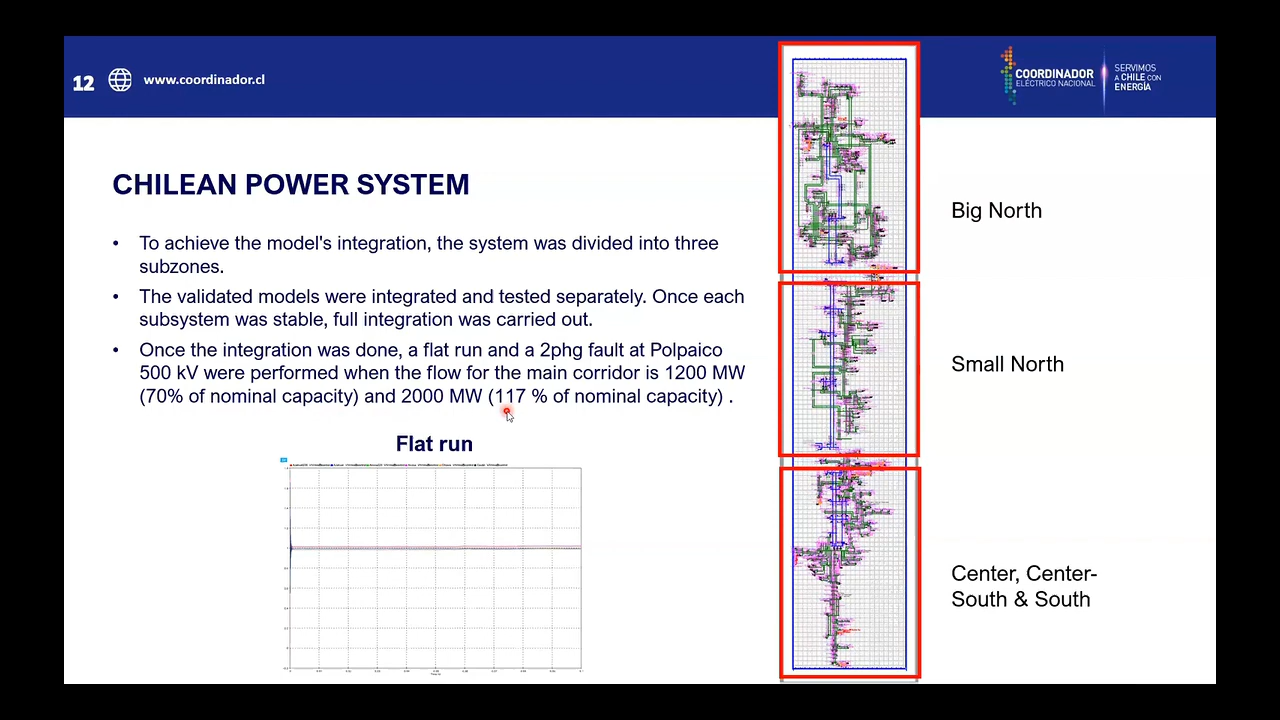 12
www.coordinador.cl
COORDINADOR
ELÉCTRICO NACIONAL
SERVIMOS
A CHILE CON
ENERGÍA
CHILEAN POWER SYSTEM
• To achieve the model's integration, the system was divided into three
subzones.
• The validated models were integrated and tested separately. Once each
subsystem was stable, full integration was carried out.
• Once the integration was done, a flat run and a 2phg fault at Polpaico
500 kV were performed when the flow for the main corridor is 1200 MW
(70% of nominal capacity) and 2000 MW (117 % of nominal capacity) .
Flat run
Big North
Small North
Center, Center-
South & South